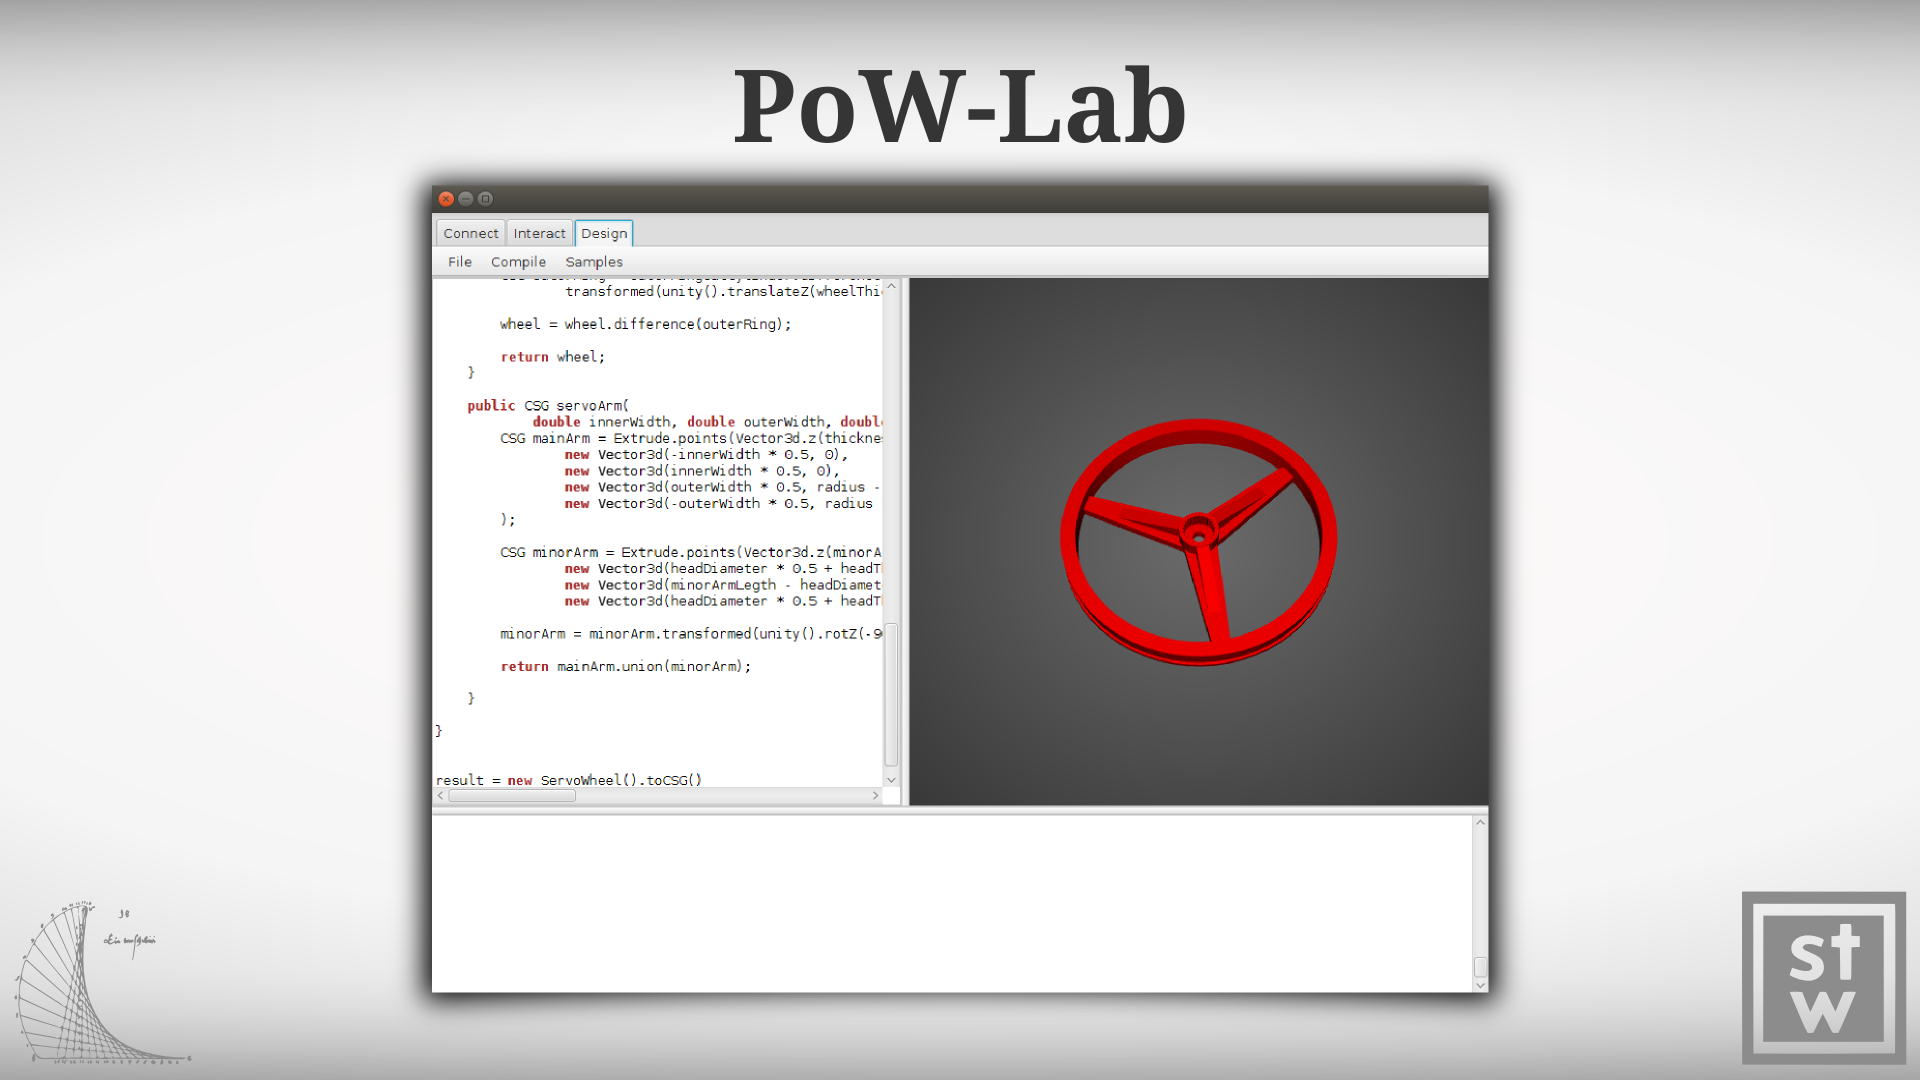 PoW-Lab
Connect Interact Design
File Compile Samples
transformed(unity().translateZ(wheelThi
wheel = wheel.difference(outerRing);
return wheel;
}
public CSG servoArm(
double innerWidth, double outerWidth, double
CSG mainArm = Extrude.points(Vector3d.z(thickne
new Vector3d(-innerWidth * 0.5, 0),
new Vector3d(innerWidth * 0.5, 0),
new Vector3d(outerWidth * 0.5, radius -
new Vector3d(-outerWidth * 0.5, radius
);
CSG minorArm = Extrude.points(Vector3d.z(minorA
new Vector3d(headDiameter * 0.5 + headT
new Vector3d(minorArmLegth - headDiamet
new Vector3d(headDiameter * 0.5 + headT
minorArm = minorArm.transformed(unity().rotZ(-9
return mainArm.union(minorArm);
}
}
result = new ServoWheel().toCSG()
st
w